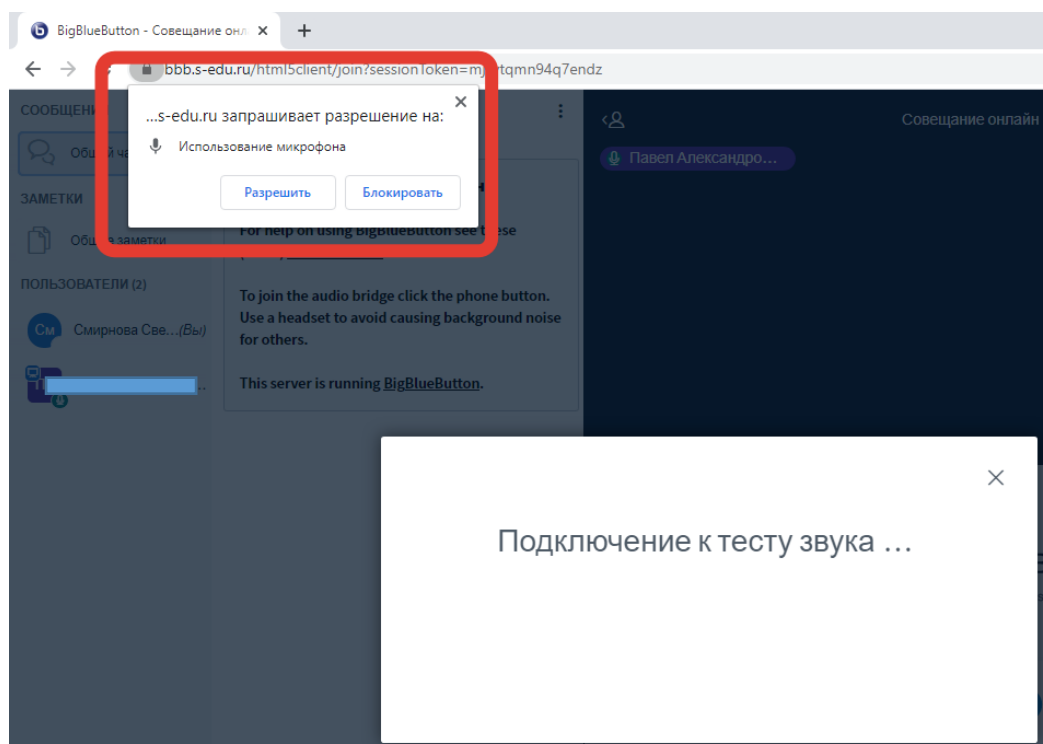 BigBlueButton - Совещание онл
bbb.s-edu.ru/html5client/join?sessionToken=
СООБЩЕНИ
...s-edu.ru запрашивает разрешение на:
Использование микрофона
Разрешить
Блокировать
Общий ча
ЗАМЕТКИ
Общие заметки
ПОЛЬЗОВАТЕЛИ (2)
См
Смирнова Све...(Вы)
For help on using BigBlueButton see these
To join the audio bridge click the phone button.
Use a headset to avoid causing background noise
for others.
This server is running BigBlueButton.
Совещание онлайн
Павел Александро...
Подключение к тесту звука ...